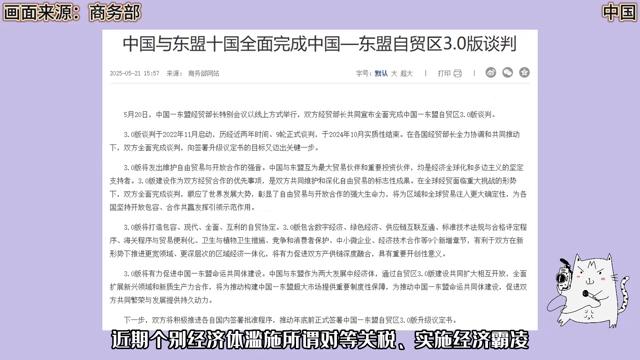 画面来源：商务部
中国
中国与东盟十国全面完成中国—东盟自贸区3.0版谈判
2025-05-21 15:57 来源：商务部网站
字号：默认 大 超大 | 打印
5月20日，中国—东盟经贸部长特别会议以线上方式举行，双方经贸部长共同宣布全面完成中国—东盟自贸区3.0版谈判。
3.0版谈判于2022年11月启动，历经近两年时间、9轮正式谈判，于2024年10月实质性结束。在各国经贸部长全力协调和共同推动
下，双方全面完成谈判，向签署升级议定书的目标又迈出关键一步。
3.0版将发出维护自由贸易与开放合作的强音。中国与东盟互为最大贸易伙伴和重要投资伙伴，均是经济全球化和多边主义的坚定
支持者。3.0版建设作为双方经贸合作的优先事项，是双方共同维护和深化自由贸易的标志性成果。在全球经贸面临重大挑战的形势
下，双方全面完成谈判，顺应了世界发展大势，彰显了自由贸易与开放合作的强大生命力，将为区域和全球贸易注入更大确定性，为各
国坚持开放包容、合作共赢发挥引领示范作用。
3.0版将打造包容、现代、全面、互利的自贸协定。3.0版包含数字经济、绿色经济、供应链互联互通、标准技术法规与合格评定程
序、海关程序与贸易便利化、卫生与植物卫生措施、竞争和消费者保护、中小微企业、经济技术合作等9个新增章节，有利于双方在新
形势下推进更宽领域、更深层次的区域经济一体化，将有力促进双方产供链深度融合，具有重要开创性意义。
3.0版将有力促进中国—东盟命运共同体建设。中国与东盟作为两大发展中经济体，通过自贸区3.0版建设共同扩大相互开放，全面
扩展新兴领域和新质生产力合作，将为推动构建中国—东盟超大市场提供重要制度性保障，为推动中国—东盟命运共同体建设，促进双
方共同繁荣与发展提供持久动力。
下一步，双方将积极推进各自国内签署批准程序，推动年底前正式签署中国—东盟自贸区3.0版升级议定书。
近期个别经济体滥施所谓对等关税、实施经济霸凌